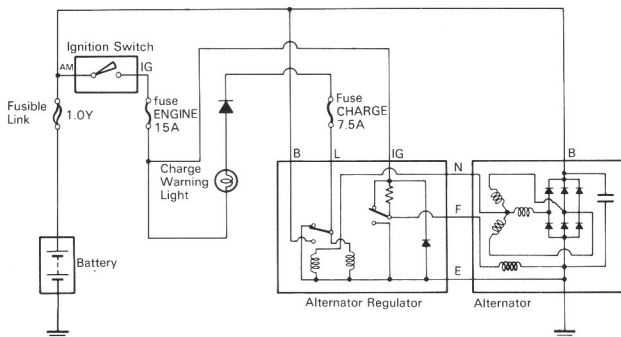 Ignition Switch
AM
IG
Fusible
Link
1.0Y
fuse
ENGINE
15A
Fuse
CHARGE
7.5A
Charge
Warning
Light
B
L
IG
N
B
F
E
Battery
Alternator Regulator
Alternator